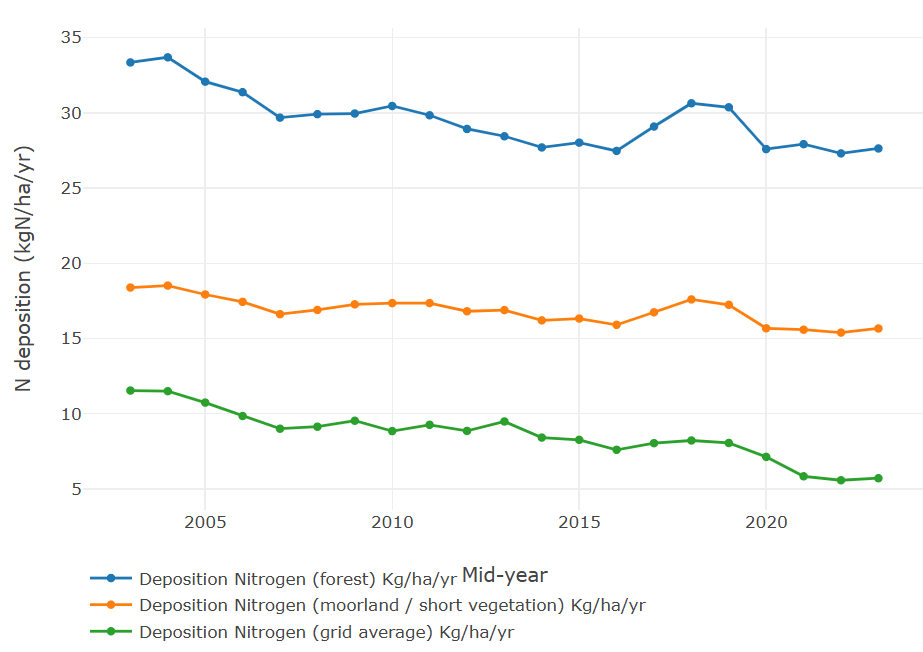 35
30
25
20
15
10
5
N deposition (kgN/ha/yr)
2005 2010 2015 2020
Mid-year
Deposition Nitrogen (forest) Kg/ha/yr
Deposition Nitrogen (moorland / short vegetation) Kg/ha/yr
Deposition Nitrogen (grid average) Kg/ha/yr